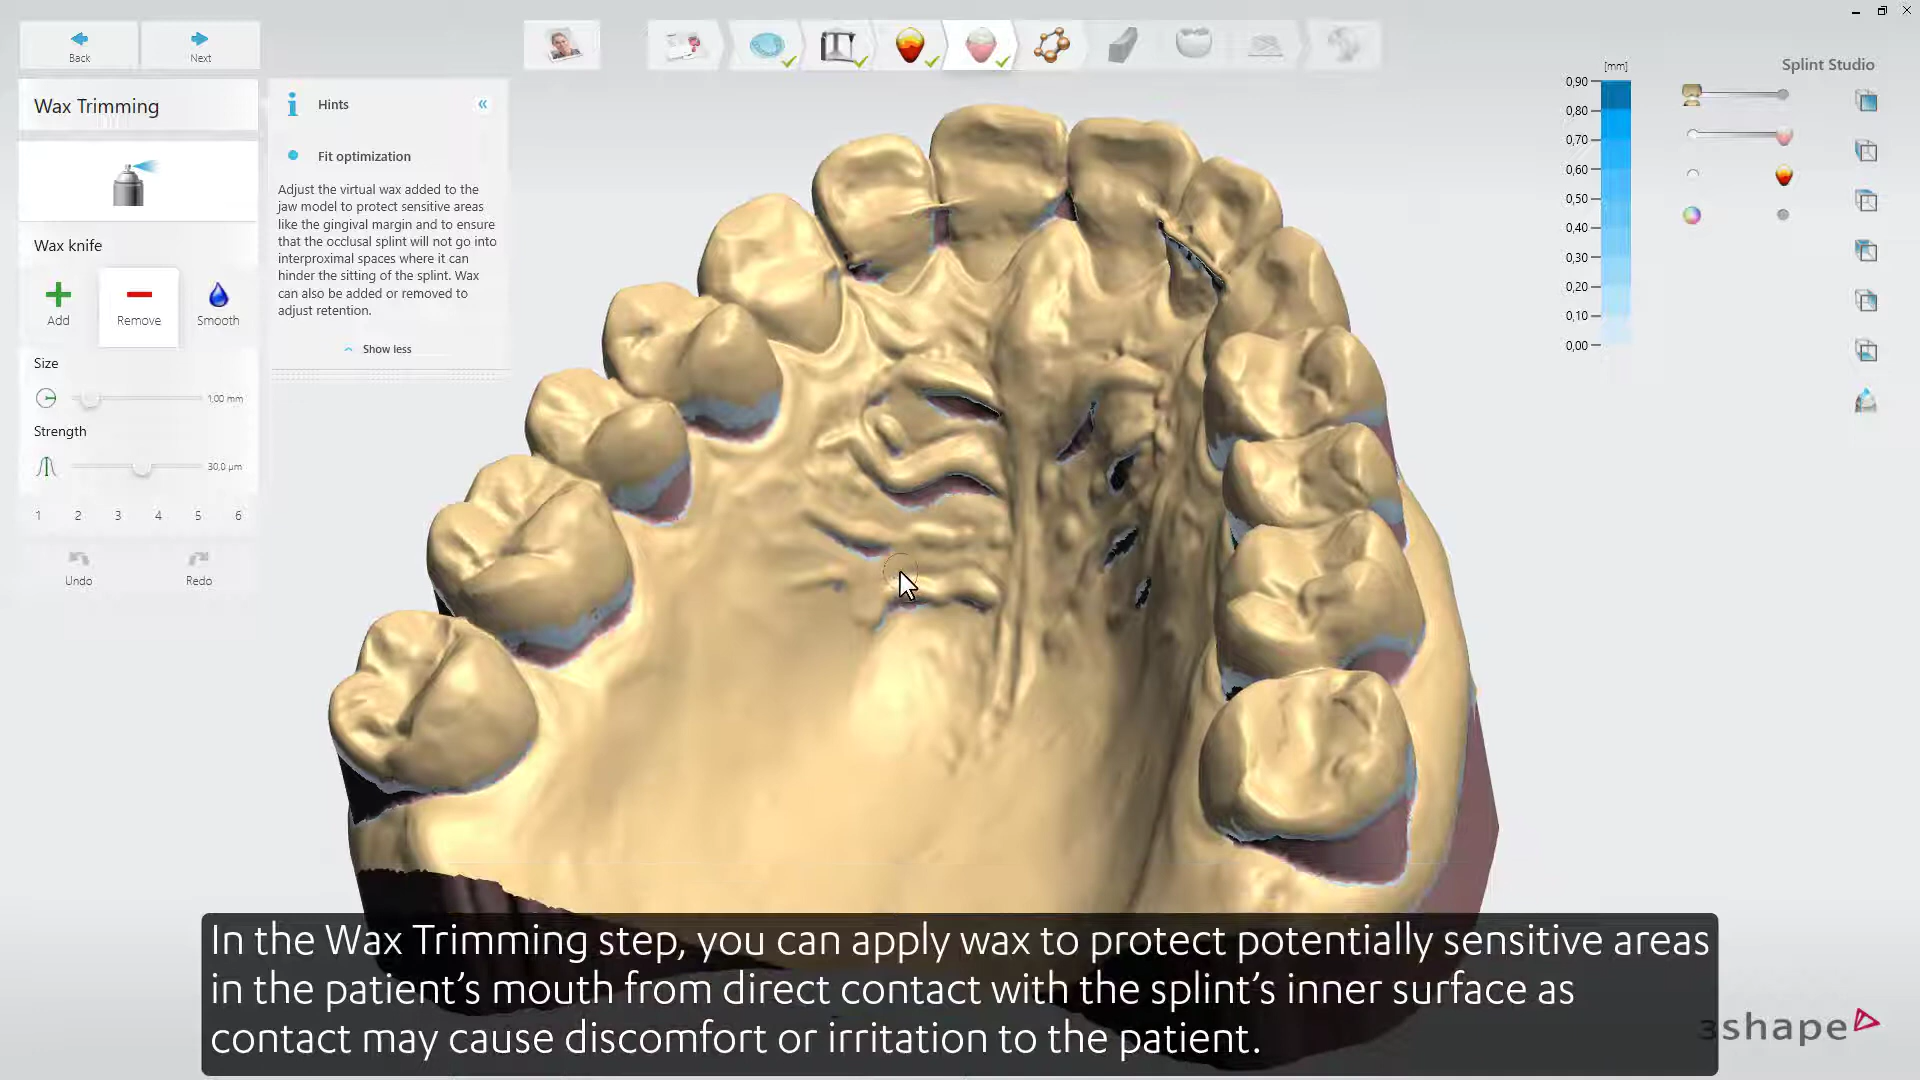 Back
Next
Wax Trimming
Wax knife
Add
Remove
Smooth
Size
1,00 mm
Strength
30,0 µm
1 2 3 4 5 6
Undo
Redo
Hints
Fit optimization
Adjust the virtual wax added to the
jaw model to protect sensitive areas
like the gingival margin and to ensure
that the occlusal splint will not go into
interproximal spaces where it can
hinder the sitting of the splint. Wax
can also be added or removed to
adjust retention.
Show less
[mm]
0,90
0,80
0,70
0,60
0,50
0,40
0,30
0,20
0,10
0,00
Splint Studio
In the Wax Trimming step, you can apply wax to protect potentially sensitive areas
in the patient’s mouth from direct contact with the splint’s inner surface as
contact may cause discomfort or irritation to the patient.
3shape